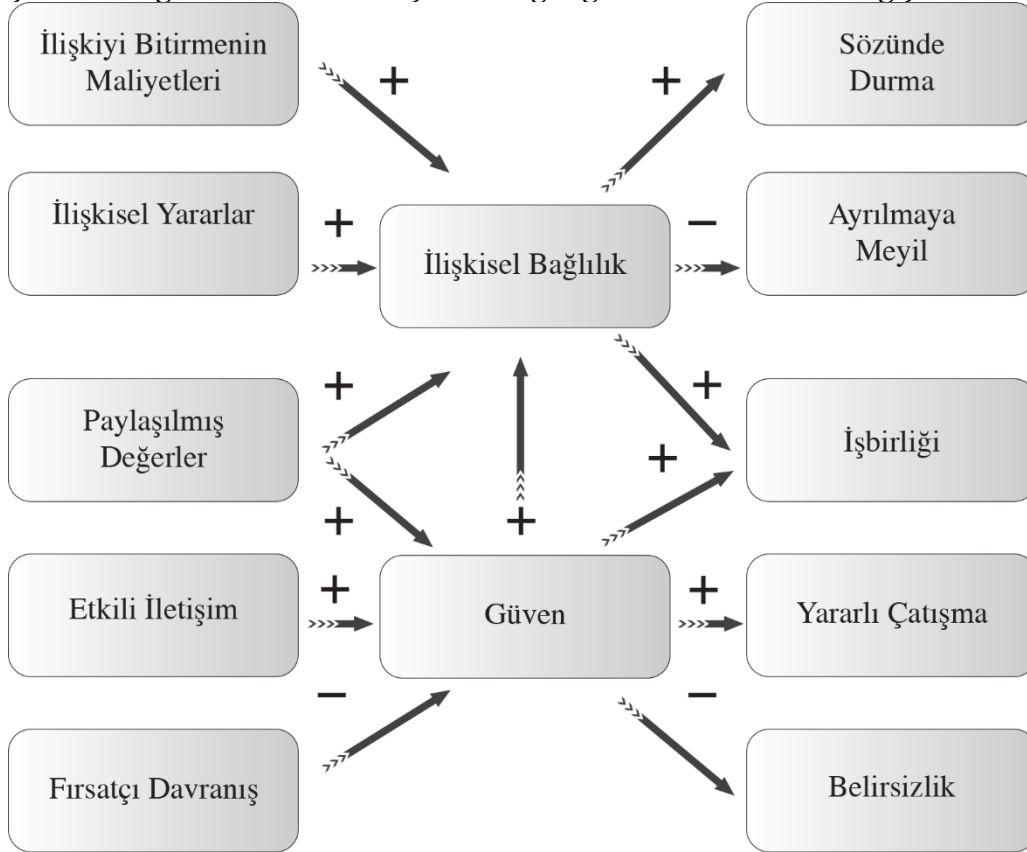 İlişkiyi Bitirmenin
Maliyetleri
+
+
Sözünde
Durma
İlişkisel Yararlar
+
İlişkisel Bağlılık
−
Ayrılmaya
Meyil
Paylaşılmış
Değerler
+
+
+
+
+
İşbirliği
Etkili İletişim
+
Güven
+
Yararlı Çatışma
Fırsatçı Davranış
−
−
Belirsizlik